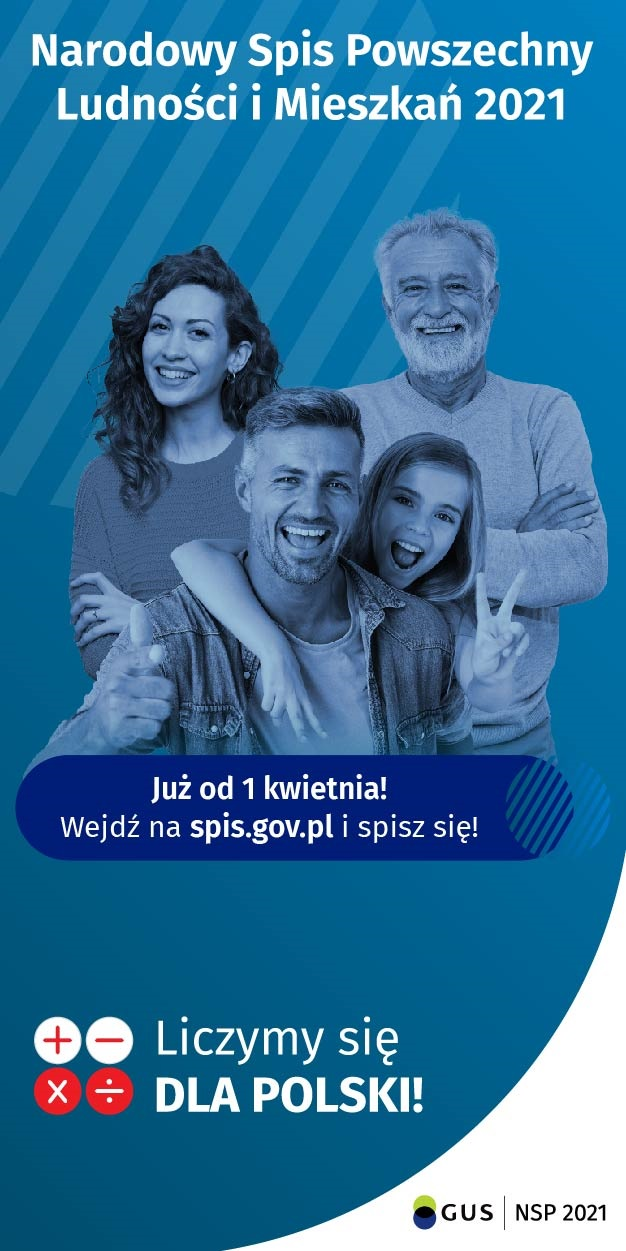 Narodowy Spis Powszechny
Ludności i Mieszkań 2021
Już od 1 kwietnia!
Wejdź na spis.gov.pl i spisz się!
Liczymy się
DLA POLSKI!
GUS | NSP 2021